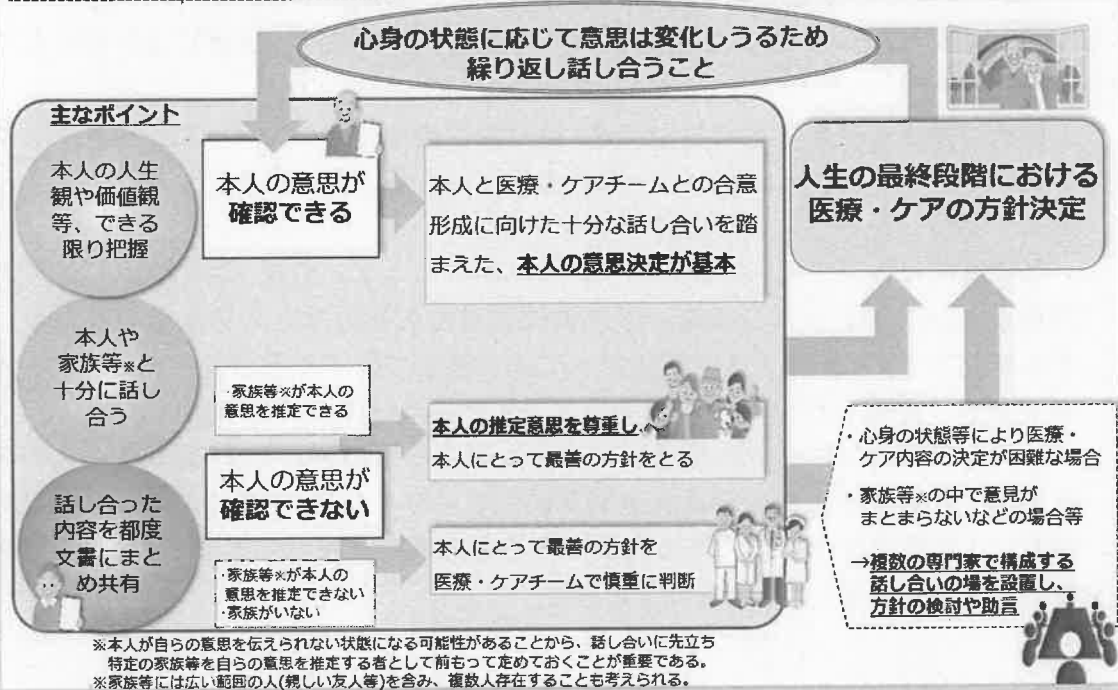 心身の状態に応じて意思は変化しうるため
繰り返し話し合うこと
主なポイント
本人の人生
観や価値観
等、できる
限り把握
本人や
家族等※と
十分に話し
合う
話し合った
内容を都度
文書にまと
め共有
本人の意思が
確認できる
本人と医療・ケアチームとの合意
形成に向けた十分な話し合いを踏
まえた、本人の意思決定が基本
・家族等※が本人の
意思を推定できる
本人の意思が
確認できない
・家族等※が本人の
意思を推定できない
・家族がいない
本人の推定意思を尊重し、
本人にとって最善の方針をとる
本人にとって最善の方針を
医療・ケアチームで慎重に判断
人生の最終段階における
医療・ケアの方針決定
・心身の状態等により医療・
ケア内容の決定が困難な場合
・家族等※の中で意見が
まとまらないなどの場合等
→複数の専門家で構成する
話し合いの場を設置し、
方針の検討や助言
※本人が自らの意思を伝えられない状態になる可能性があることから、話し合いに先立ち
特定の家族等を自らの意思を推定する者として前もって定めておくことが重要である。
※家族等には広い範囲の人(親しい友人等)を含み、複数人存在することも考えられる。